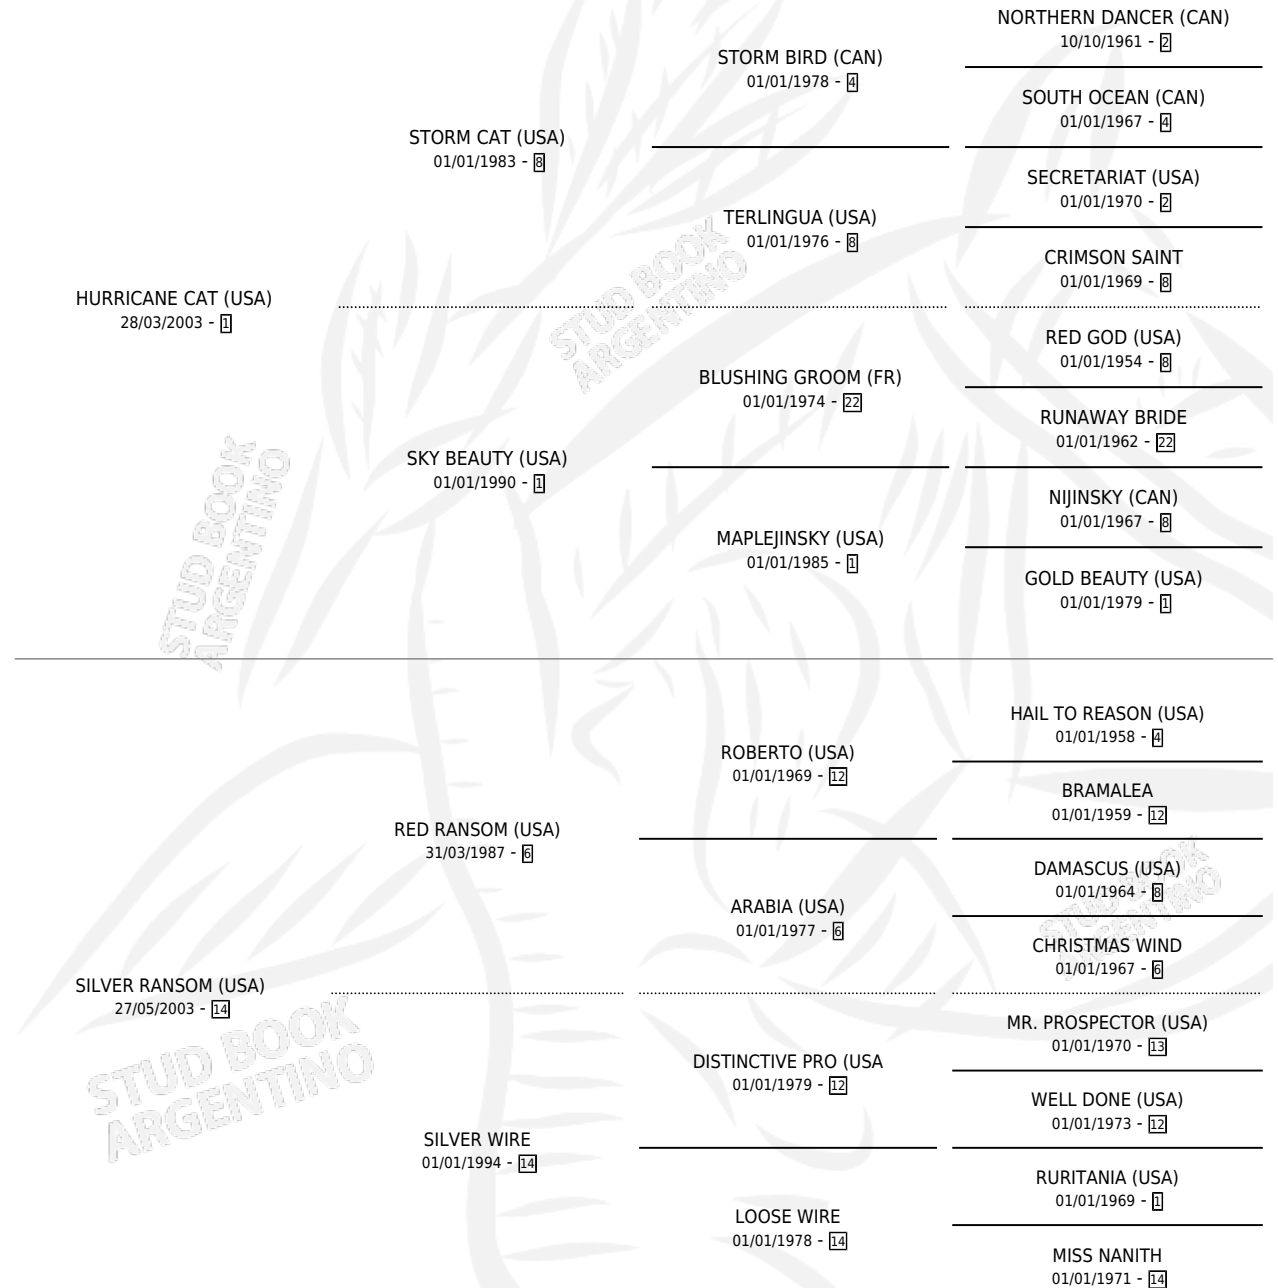 NORTHERN DANCER (CAN)
10/10/1961 - 2
STORM BIRD (CAN)
01/01/1978 - 4
SOUTH OCEAN (CAN)
01/01/1967 - 4
STORM CAT (USA)
01/01/1983 - 8
SECRETARIAT (USA)
01/01/1970 - 2
TERLINGUA (USA)
01/01/1976 - 8
CRIMSON SAINT
01/01/1969 - 8
HURRICANE CAT (USA)
28/03/2003 - 1
RED GOD (USA)
01/01/1954 - 8
BLUSHING GROOM (FR)
01/01/1974 - 22
RUNAWAY BRIDE
01/01/1962 - 22
SKY BEAUTY (USA)
01/01/1990 - 1
NIJINSKY (CAN)
01/01/1967 - 8
MAPLEJINSKY (USA)
01/01/1985 - 1
GOLD BEAUTY (USA)
01/01/1979 - 1
HAIL TO REASON (USA)
01/01/1958 - 4
ROBERTO (USA)
01/01/1969 - 12
BRAMALEA
01/01/1959 - 12
RED RANSOM (USA)
31/03/1987 - 6
DAMASCUS (USA)
01/01/1964 - 8
ARABIA (USA)
01/01/1977 - 6
CHRISTMAS WIND
01/01/1967 - 6
SILVER RANSOM (USA)
27/05/2003 - 14
MR. PROSPECTOR (USA)
01/01/1970 - 13
DISTINCTIVE PRO (USA
01/01/1979 - 12
WELL DONE (USA)
01/01/1973 - 12
SILVER WIRE
01/01/1994 - 14
RURITANIA (USA)
01/01/1969 - 1
LOOSE WIRE
01/01/1978 - 14
MISS NANITH
01/01/1971 - 14
STUD BOOK
ARGENTINO
STUD BOOK
ARGENTINO
STUD BOOK
ARGENTINO
STUD BOOK
ARGENTINO